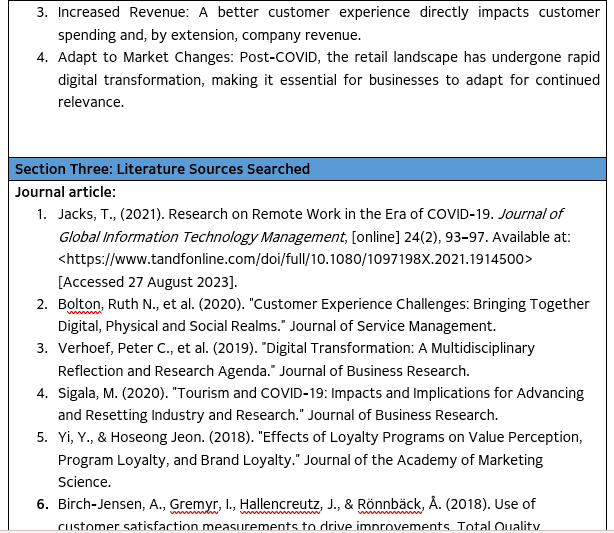 3. Increased Revenue: A better customer experience directly impacts customer
spending and, by extension, company revenue.
4. Adapt to Market Changes: Post-COVID, the retail landscape has undergone rapid
digital transformation, making it essential for businesses to adapt for continued
relevance.
Section Three: Literature Sources Searched
Journal article:
1. Jacks, T., (2021). Research on Remote Work in the Era of COVID-19. Journal of
Global Information Technology Management, [online] 24(2), 93–97. Available at:
<https://www.tandfonline.com/doi/full/10.1080/1097198X.2021.1914500>
[Accessed 27 August 2023].
2. Bolton, Ruth N., et al. (2020). "Customer Experience Challenges: Bringing Together
Digital, Physical and Social Realms." Journal of Service Management.
3. Verhoef, Peter C., et al. (2019). "Digital Transformation: A Multidisciplinary
Reflection and Research Agenda." Journal of Business Research.
4. Sigala, M. (2020). "Tourism and COVID-19: Impacts and Implications for Advancing
and Resetting Industry and Research." Journal of Business Research.
5. Yi, Y., & Hoseong Jeon. (2018). "Effects of Loyalty Programs on Value Perception,
Program Loyalty, and Brand Loyalty." Journal of the Academy of Marketing
Science.
6. Birch-Jensen, A., Gremyr, I., Hallencreutz, J., & Rönnbäck, Å. (2018). Use of
customer satisfaction measurements to drive improvements. Total Quality